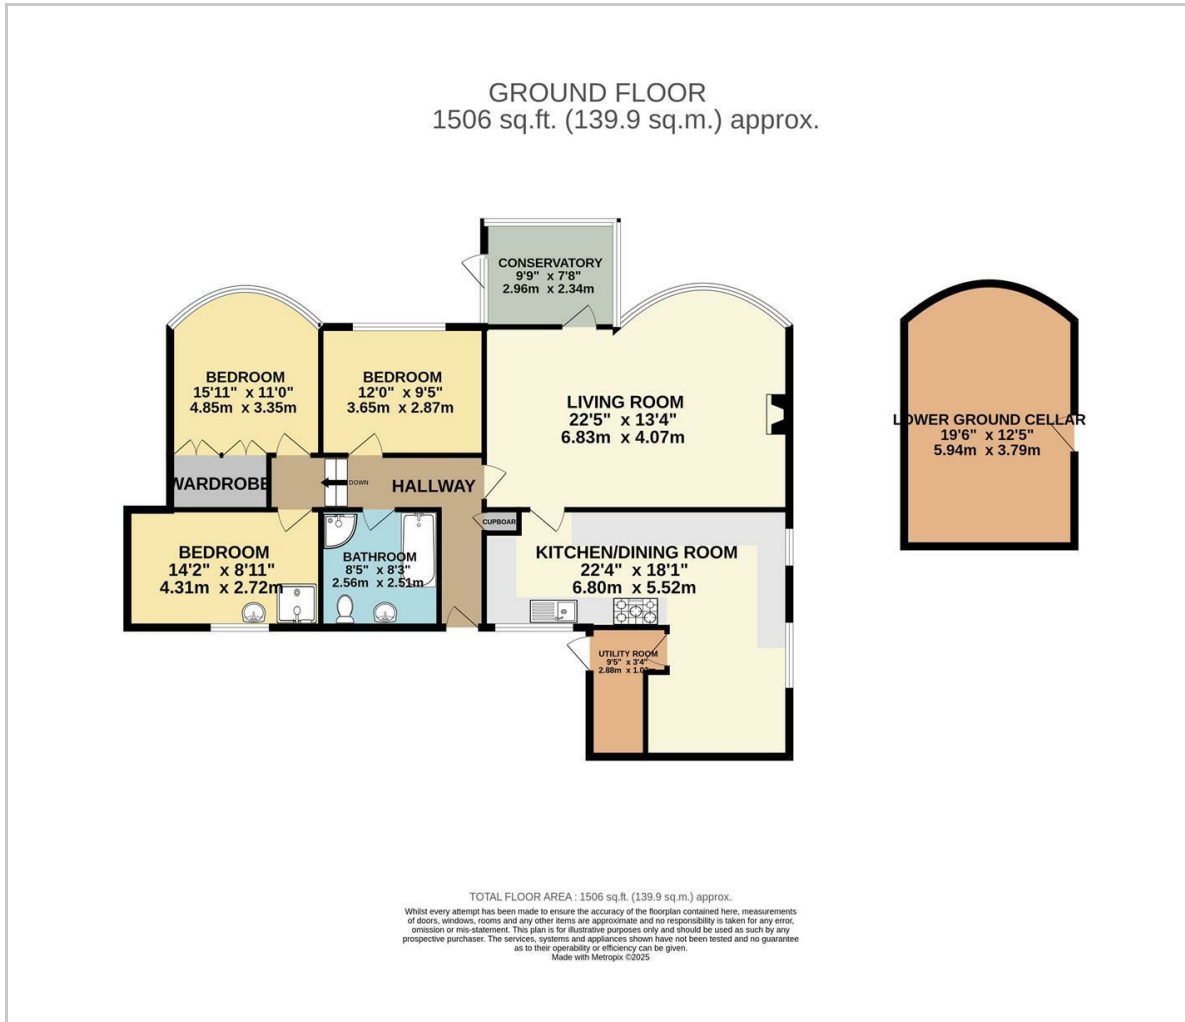 GROUND FLOOR
1506 sq.ft. (139.9 sq.m.) approx.
CONSERVATORY
9'9" x 7'8"
2.96m x 2.34m
BEDROOM
15'11" x 11'0"
4.85m x 3.35m
BEDROOM
12'0" x 9'5"
3.65m x 2.87m
LIVING ROOM
22'5" x 13'4"
6.83m x 4.07m
LOWER GROUND CELLAR
19'6" x 12'5"
5.94m x 3.79m
WARDROBE
DOWN
HALLWAY
CUPBOAR
BEDROOM
14'2" x 8'11"
4.31m x 2.72m
BATHROOM
8'5" x 8'3"
2.56m x 2.51m
KITCHEN/DINING ROOM
22'4" x 18'1"
6.80m x 5.52m
UTILITY ROOM
9'5" x 3'4"
2.88m x
TOTAL FLOOR AREA : 1506 sq.ft. (139.9 sq.m.) approx.
Whilst every attempt has been made to ensure the accuracy of the floorplan contained here, measurements
of doors, windows, rooms and any other items are approximate and no responsibility is taken for any error,
omission or mis-statement. This plan is for illustrative purposes only and should be used as such by any
prospective purchaser. The services, systems and appliances shown have not been tested and no guarantee
as to their operability or efficiency can be given.
Made with Metropix ©2025